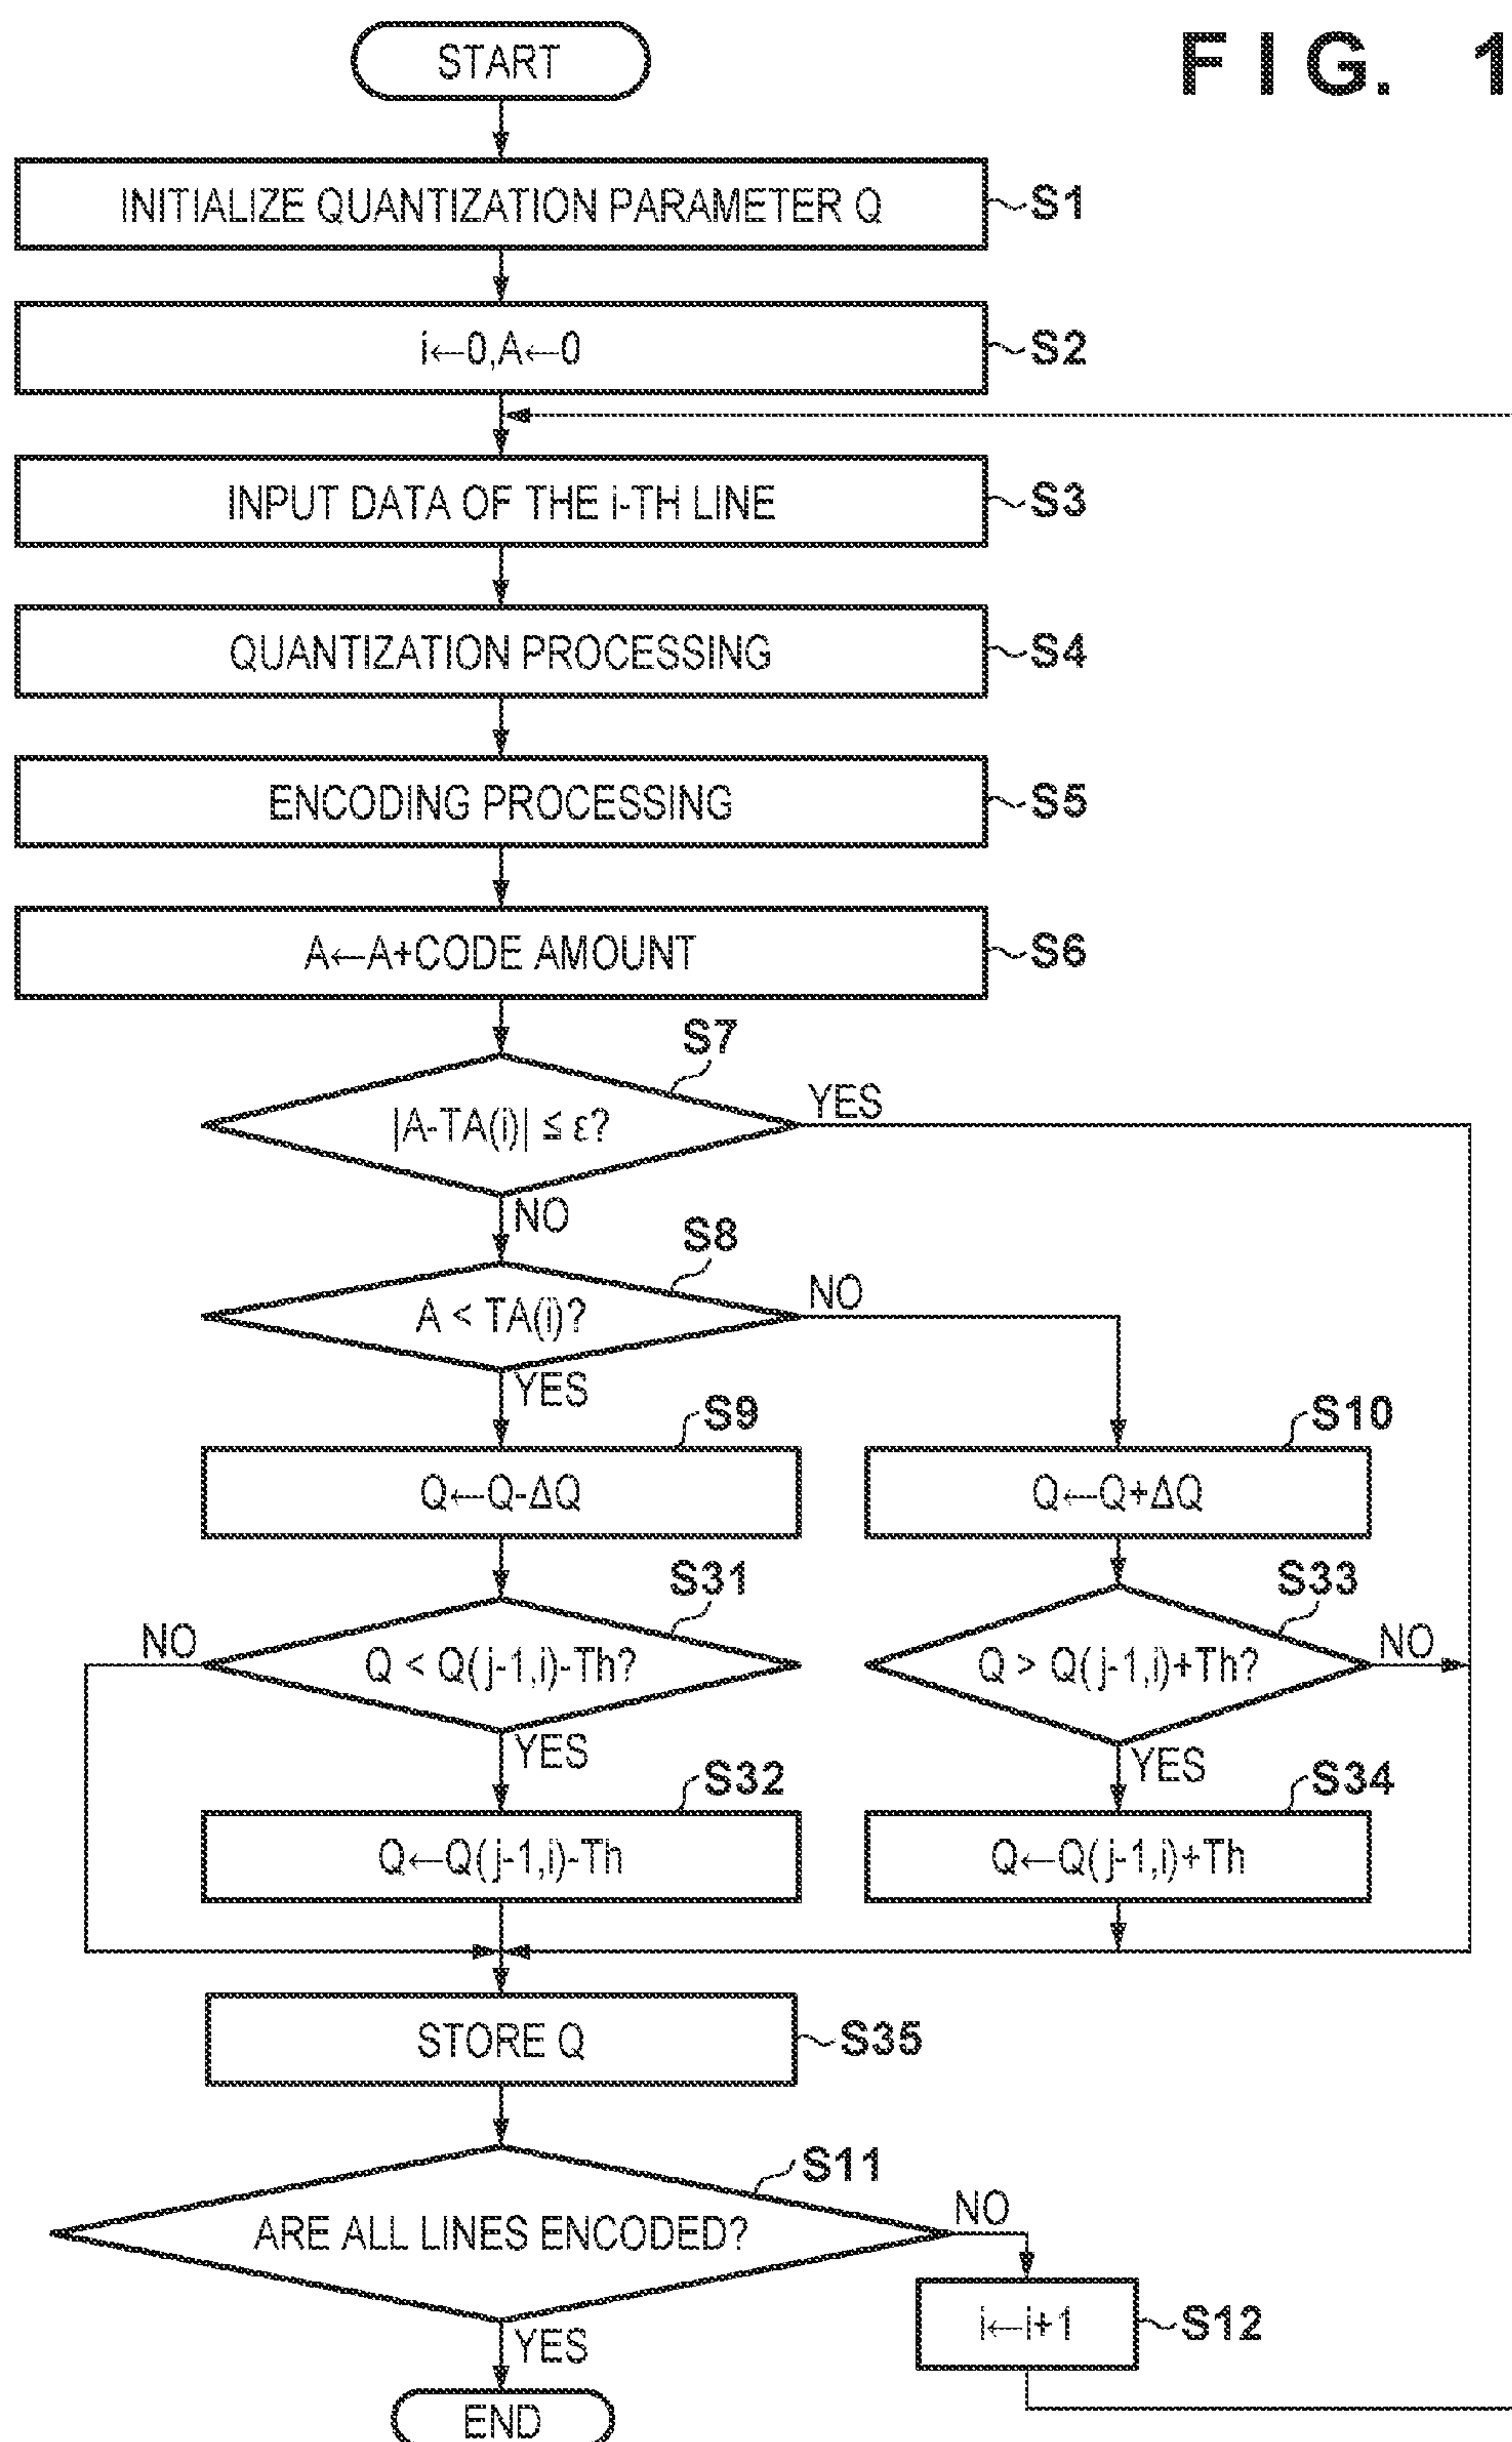 FIG. 1
START
INITIALIZE QUANTIZATION PARAMETER Q
S1
i←0,A←0
S2
INPUT DATA OF THE i-TH LINE
S3
QUANTIZATION PROCESSING
S4
ENCODING PROCESSING
S5
A←A+CODE AMOUNT
S6
S7
|A-TA(i)| ≦ ε?
YES
NO
S8
A < TA(i)?
NO
YES
S9
Q←Q-ΔQ
S10
Q←Q+ΔQ
S31
NO
Q < Q(j-1,i)-Th?
YES
S33
Q > Q(j-1,i)+Th?
NO
YES
S32
Q←Q(j-1,i)-Th
S34
Q←Q(j-1,i)+Th
STORE Q
S35
S11
ARE ALL LINES ENCODED?
NO
YES
i←i+1
S12
END